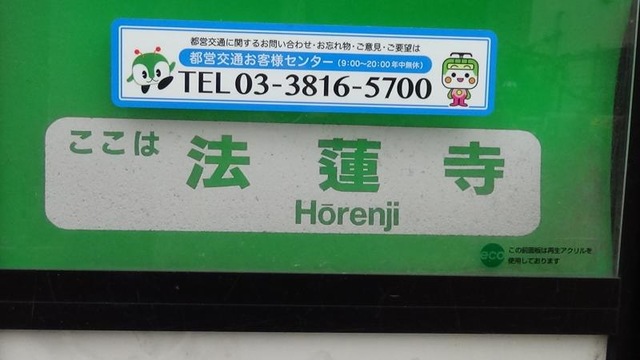 都営交通に関するお問い合わせ・お忘れ物・ご意見・ご要望は
都営交通お客様センター（9:00~20:00年中無休）
TEL 03-3816-5700
ここは 法蓮寺
Hōrenji
eco この前面板は再生アクリルを
使用しております